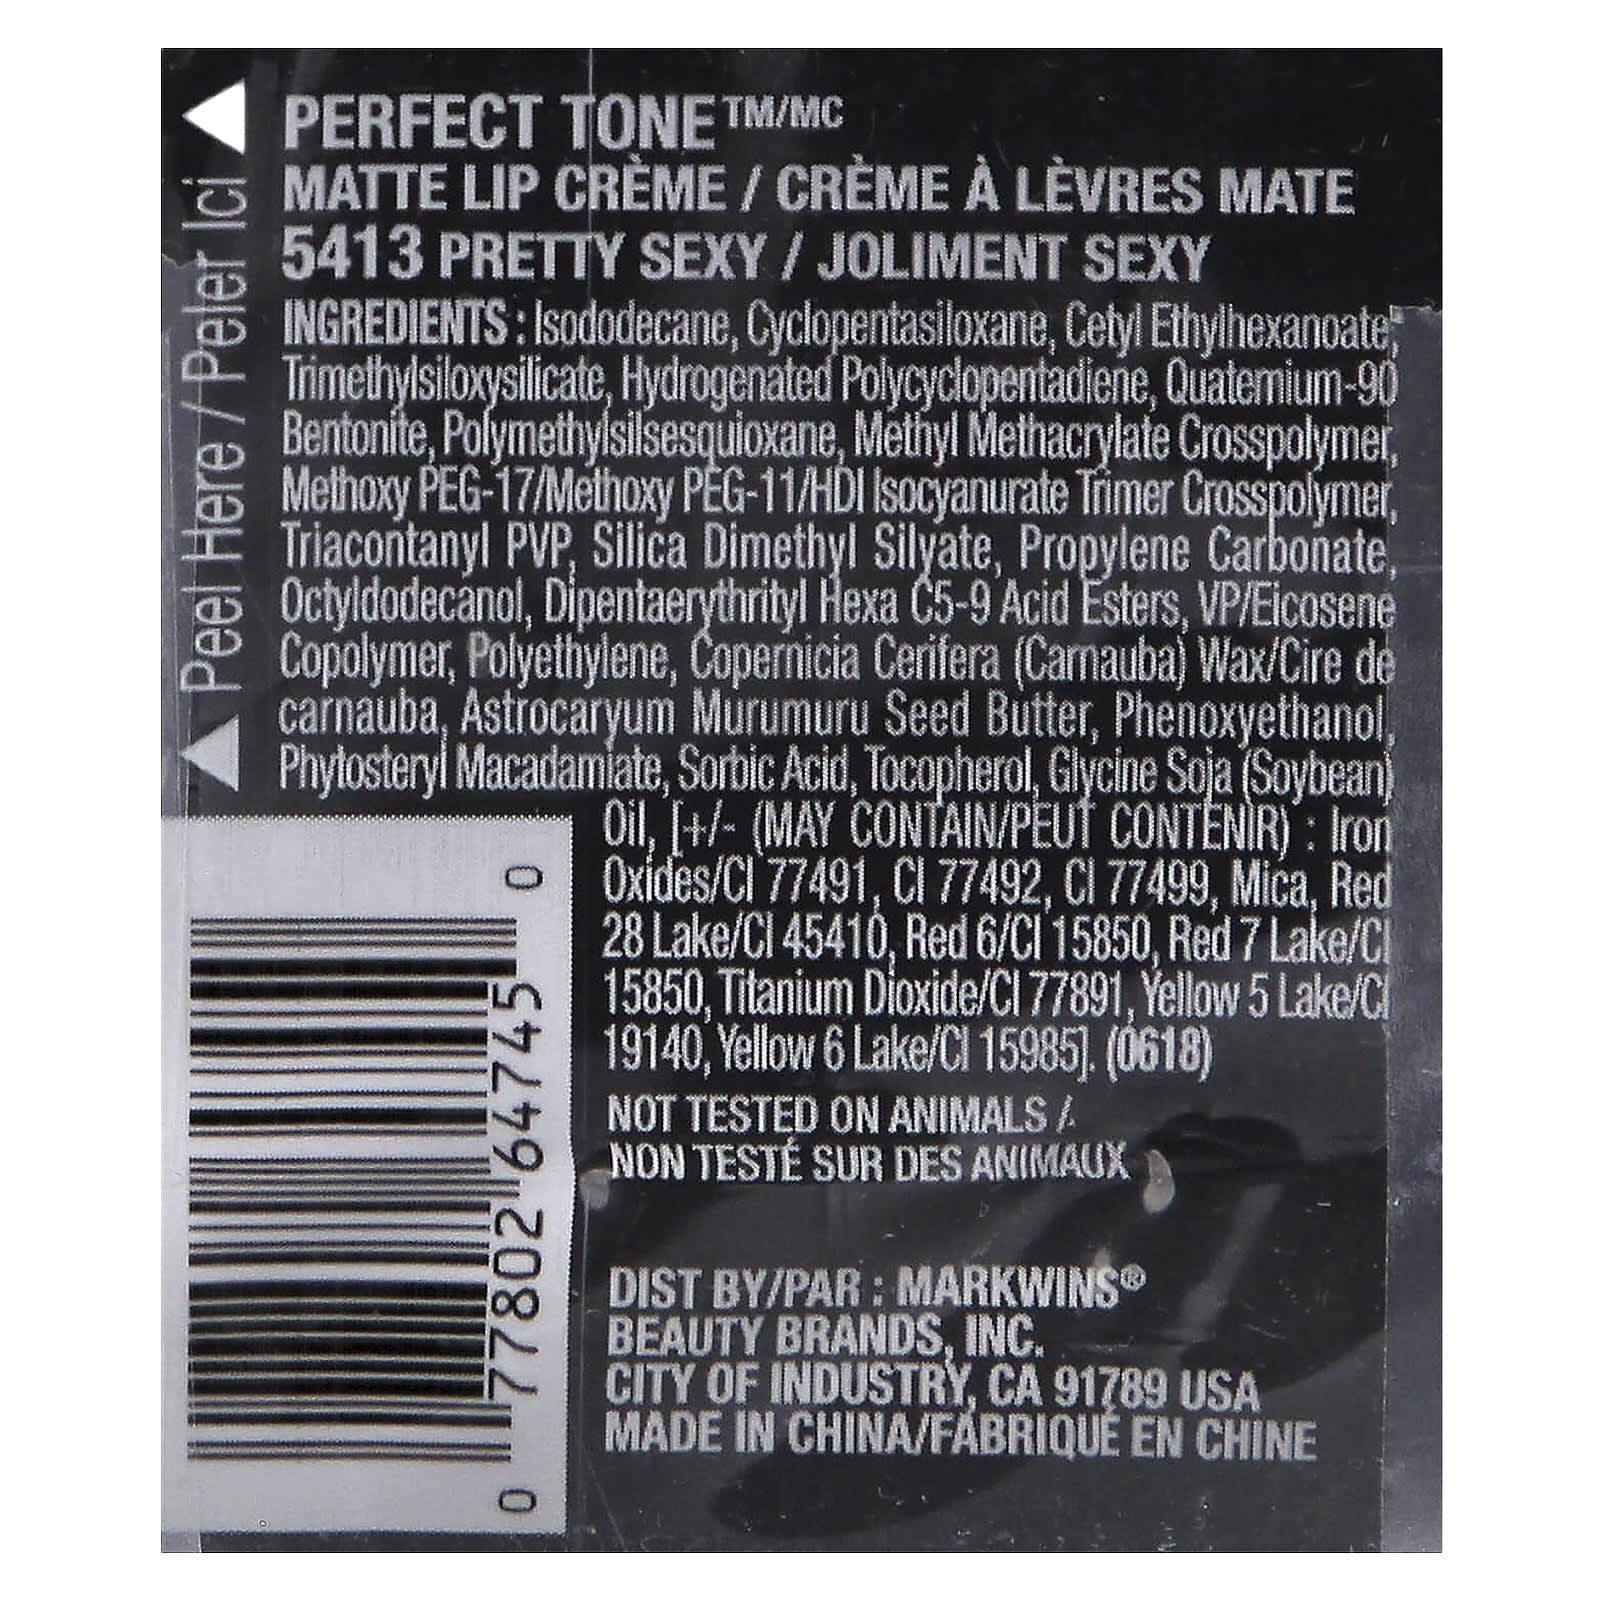 PERFECT TONE TM/MC
MATTE LIP CRÈME / CRÈME À LÈVRES MATE
5413 PRETTY SEXY / JOLIMENT SEXY
INGREDIENTS : Isododecane, Cyclopentasiloxane, Cetyl Ethylhexanoate,
Trimethylsiloxysilicate, Hydrogenated Polycyclopentadiene, Quaternium-90
Bentonite, Polymethylsilsesquioxane, Methyl Methacrylate Crosspolymer,
Methoxy PEG-17/Methoxy PEG-11/HDI Isocyanurate Trimer Crosspolymer,
Triacontanyl PVP, Silica Dimethyl Silyate, Propylene Carbonate,
Octyldodecanol, Dipentaerythrityl Hexa C5-9 Acid Esters, VP/Eicosene
Copolymer, Polyethylene, Copernicia Cerifera (Carnauba) Wax/Cire de
carnauba, Astrocaryum Murumuru Seed Butter, Phenoxyethanol,
Phytosteryl Macadamiate, Sorbic Acid, Tocopherol, Glycine Soja (Soybean)
Oil, [+/- (MAY CONTAIN/PEUT CONTENIR) : Iron
Oxides/CI 77491, CI 77492, CI 77499, Mica, Red
28 Lake/CI 45410, Red 6/CI 15850, Red 7 Lake/CI
15850, Titanium Dioxide/CI 77891, Yellow 5 Lake/CI
19140, Yellow 6 Lake/CI 15985]. (0618)
NOT TESTED ON ANIMALS /
NON TESTÉ SUR DES ANIMAUX
DIST BY/PAR : MARKWINS®
BEAUTY BRANDS, INC.
CITY OF INDUSTRY, CA 91789 USA
MADE IN CHINA/FABRIQUÉ EN CHINE
Peel Here / Peler Ici
0 77802 64745 0